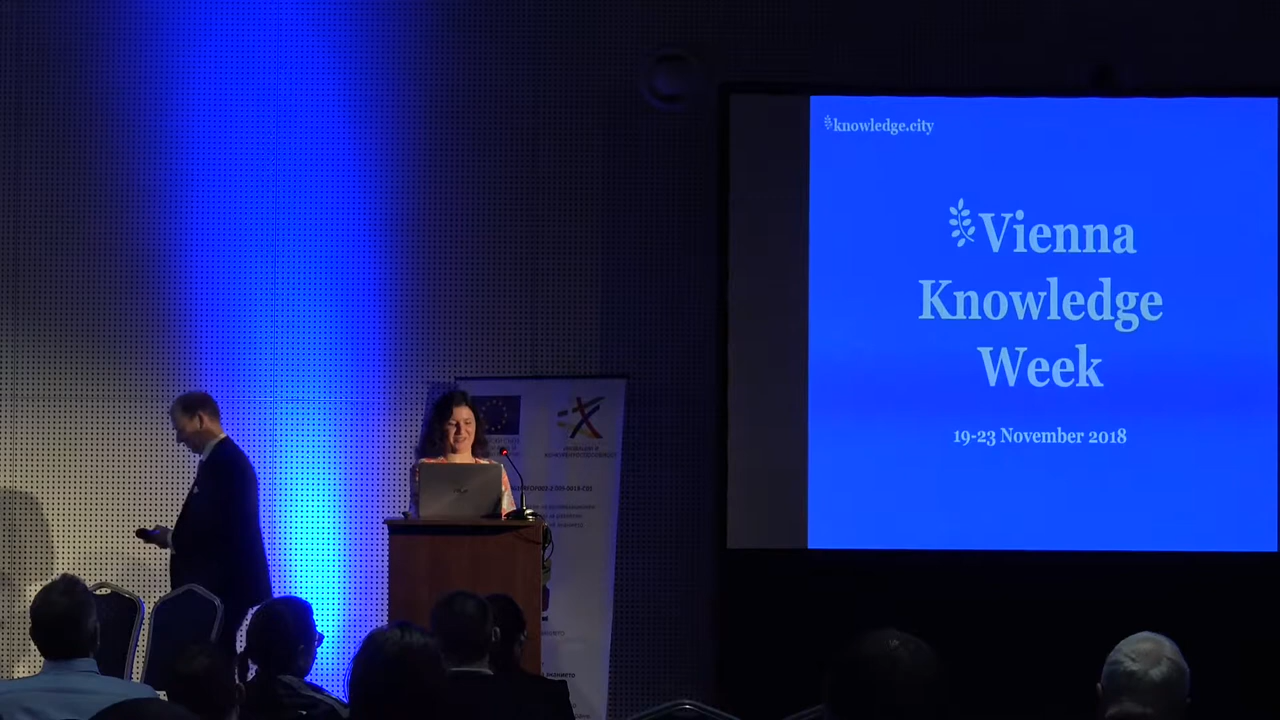 knowledge.city
Vienna
Knowledge
Week
19-23 November 2018